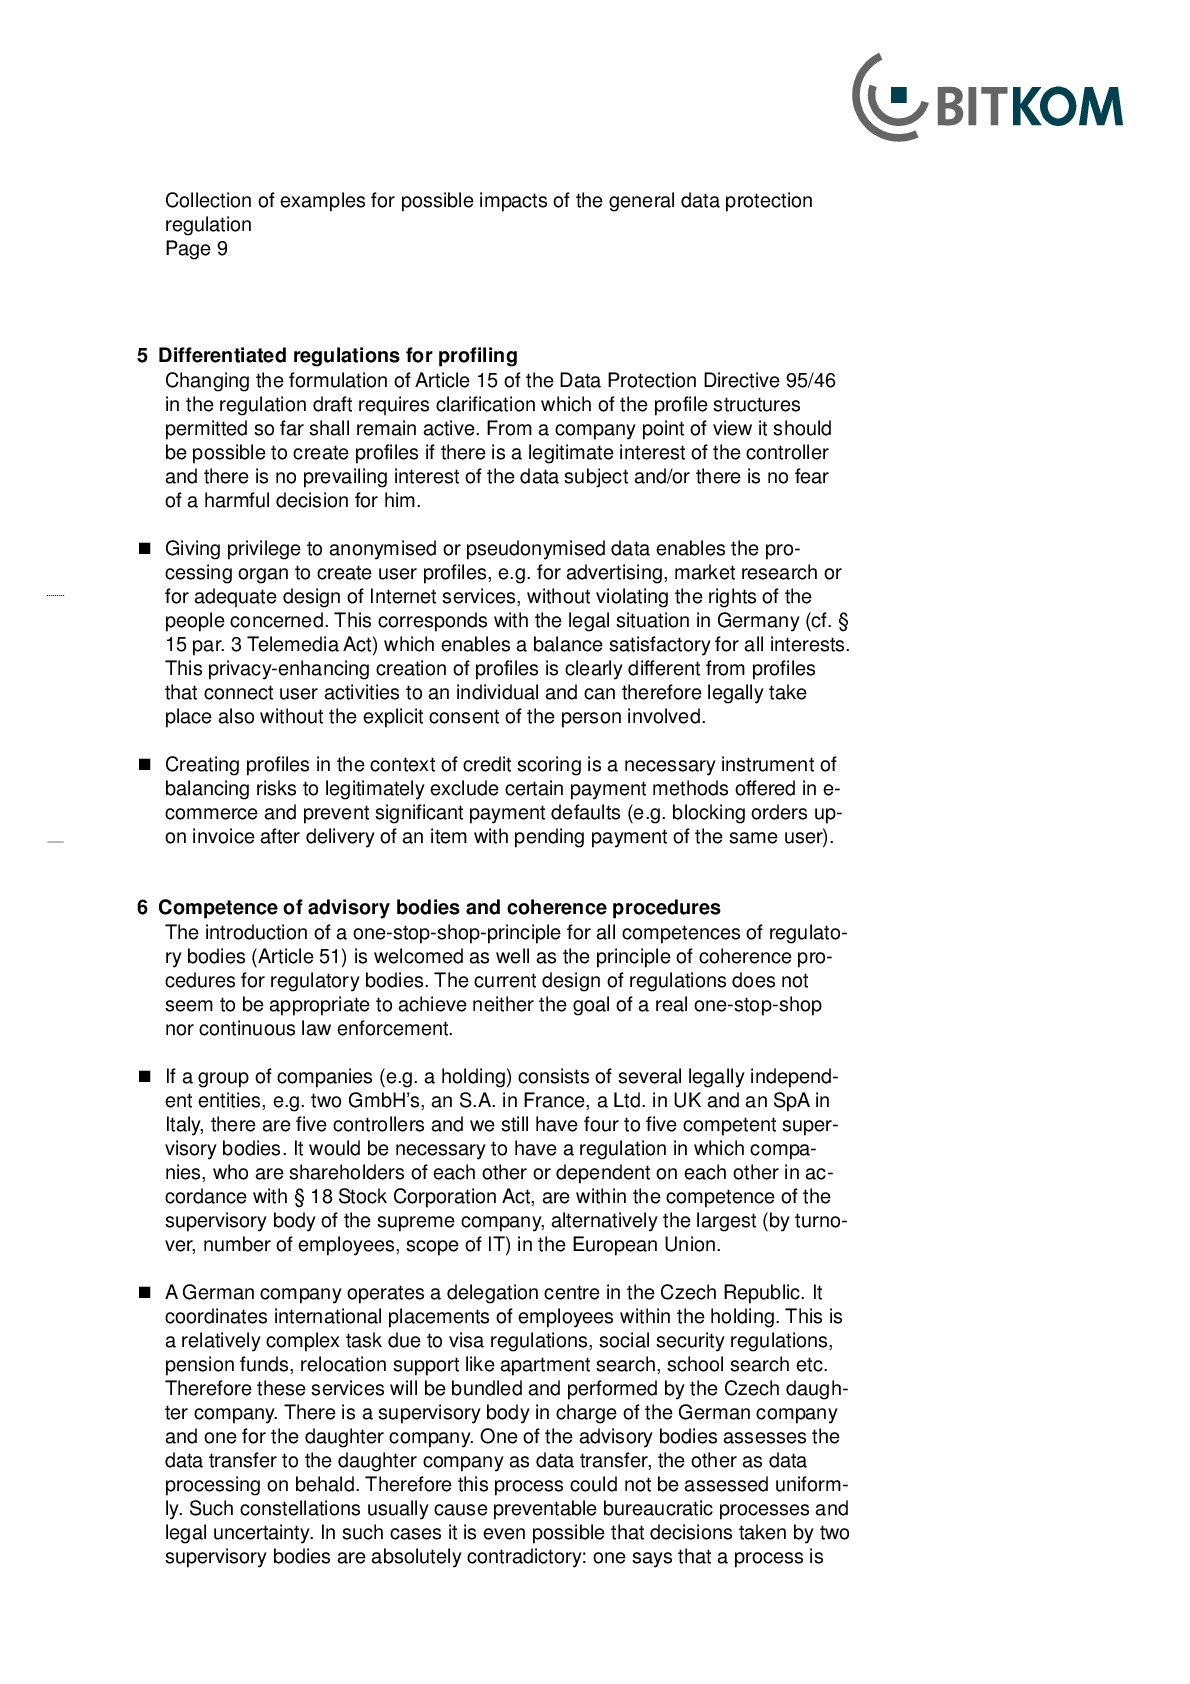 BITKOM
Collection of examples for possible impacts of the general data protection
regulation
Page 9
5 Differentiated regulations for profiling
Changing the formulation of Article 15 of the Data Protection Directive 95/46
in the regulation draft requires clarification which of the profile structures
permitted so far shall remain active. From a company point of view it should
be possible to create profiles if there is a legitimate interest of the controller
and there is no prevailing interest of the data subject and/or there is no fear
of a harmful decision for him.
■ Giving privilege to anonymised or pseudonymised data enables the pro-
cessing organ to create user profiles, e.g. for advertising, market research or
for adequate design of Internet services, without violating the rights of the
people concerned. This corresponds with the legal situation in Germany (cf. §
15 par. 3 Telemedia Act) which enables a balance satisfactory for all interests.
This privacy-enhancing creation of profiles is clearly different from profiles
that connect user activities to an individual and can therefore legally take
place also without the explicit consent of the person involved.
■ Creating profiles in the context of credit scoring is a necessary instrument of
balancing risks to legitimately exclude certain payment methods offered in e-
commerce and prevent significant payment defaults (e.g. blocking orders up-
on invoice after delivery of an item with pending payment of the same user).
6 Competence of advisory bodies and coherence procedures
The introduction of a one-stop-shop-principle for all competences of regulato-
ry bodies (Article 51) is welcomed as well as the principle of coherence pro-
cedures for regulatory bodies. The current design of regulations does not
seem to be appropriate to achieve neither the goal of a real one-stop-shop
nor continuous law enforcement.
■ If a group of companies (e.g. a holding) consists of several legally independ-
ent entities, e.g. two GmbH's, an S.A. in France, a Ltd. in UK and an SpA in
Italy, there are five controllers and we still have four to five competent super-
visory bodies. It would be necessary to have a regulation in which compa-
nies, who are shareholders of each other or dependent on each other in ac-
cordance with § 18 Stock Corporation Act, are within the competence of the
supervisory body of the supreme company, alternatively the largest (by turno-
ver, number of employees, scope of IT) in the European Union.
■ A German company operates a delegation centre in the Czech Republic. It
coordinates international placements of employees within the holding. This is
a relatively complex task due to visa regulations, social security regulations,
pension funds, relocation support like apartment search, school search etc.
Therefore these services will be bundled and performed by the Czech daugh-
ter company. There is a supervisory body in charge of the German company
and one for the daughter company. One of the advisory bodies assesses the
data transfer to the daughter company as data transfer, the other as data
processing on behald. Therefore this process could not be assessed uniform-
ly. Such constellations usually cause preventable bureaucratic processes and
legal uncertainty. In such cases it is even possible that decisions taken by two
supervisory bodies are absolutely contradictory: one says that a process is